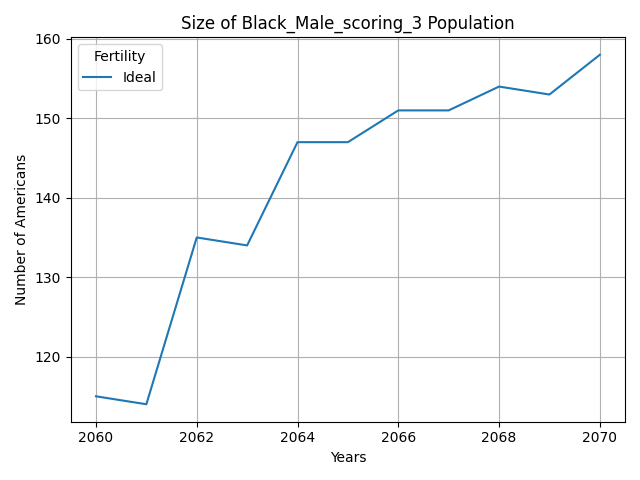 Size of Black_Male_scoring_3 Population
Fertility
Ideal
160
150
140
130
120
Number of Americans
2060 2062 2064 2066 2068 2070
Years